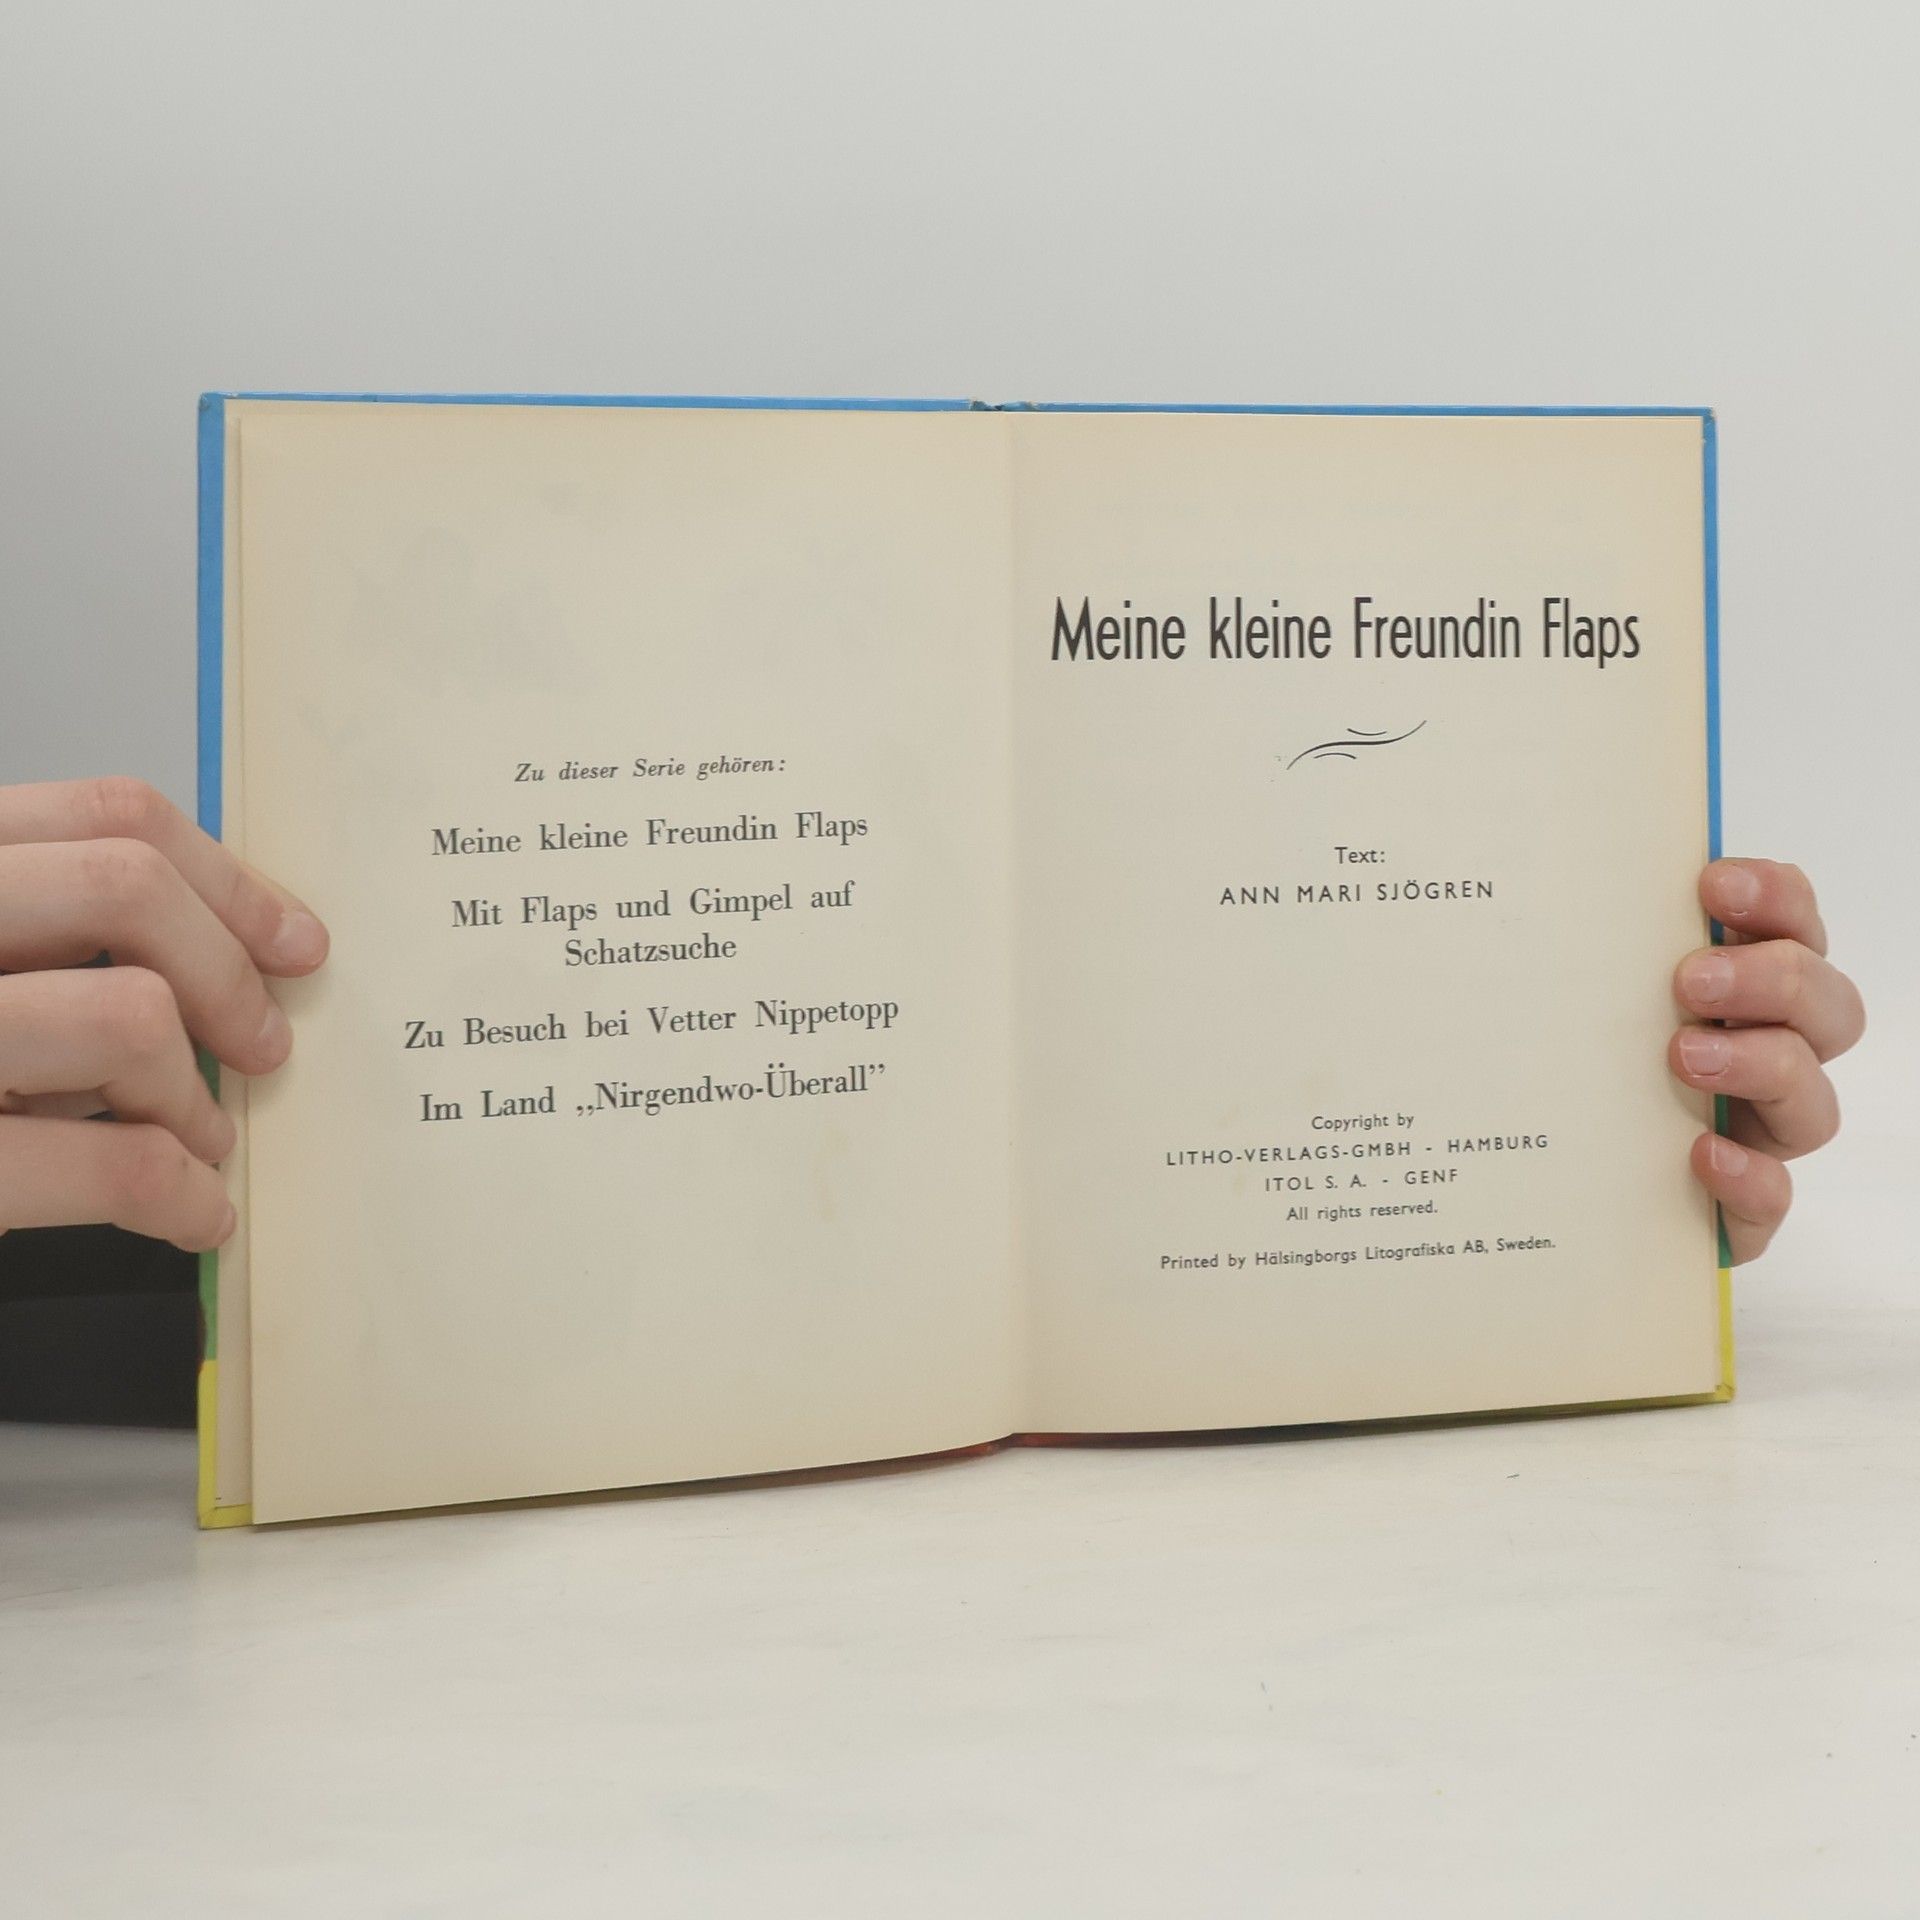 Zu dieser Serie gehören:
Meine kleine Freundin Flaps
Mit Flaps und Gimpel auf
Schatzsuche
Zu Besuch bei Vetter Nippetopp
Im Land „Nirgendwo-Überall”
Meine kleine Freundin Flaps
Text:
ANN MARI SJÖGREN
Copyright by
LITHO-VERLAGS-GMBH - HAMBURG
ITOL S. A. - GENF
All rights reserved.
Printed by Hälsingborgs Litografiska AB, Sweden.